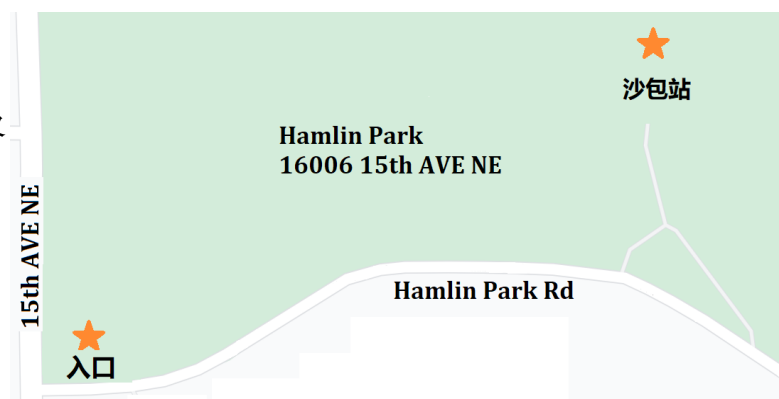 沙包站
Hamlin Park
16006 15th AVE NE
15th AVE NE
Hamlin Park Rd
入口